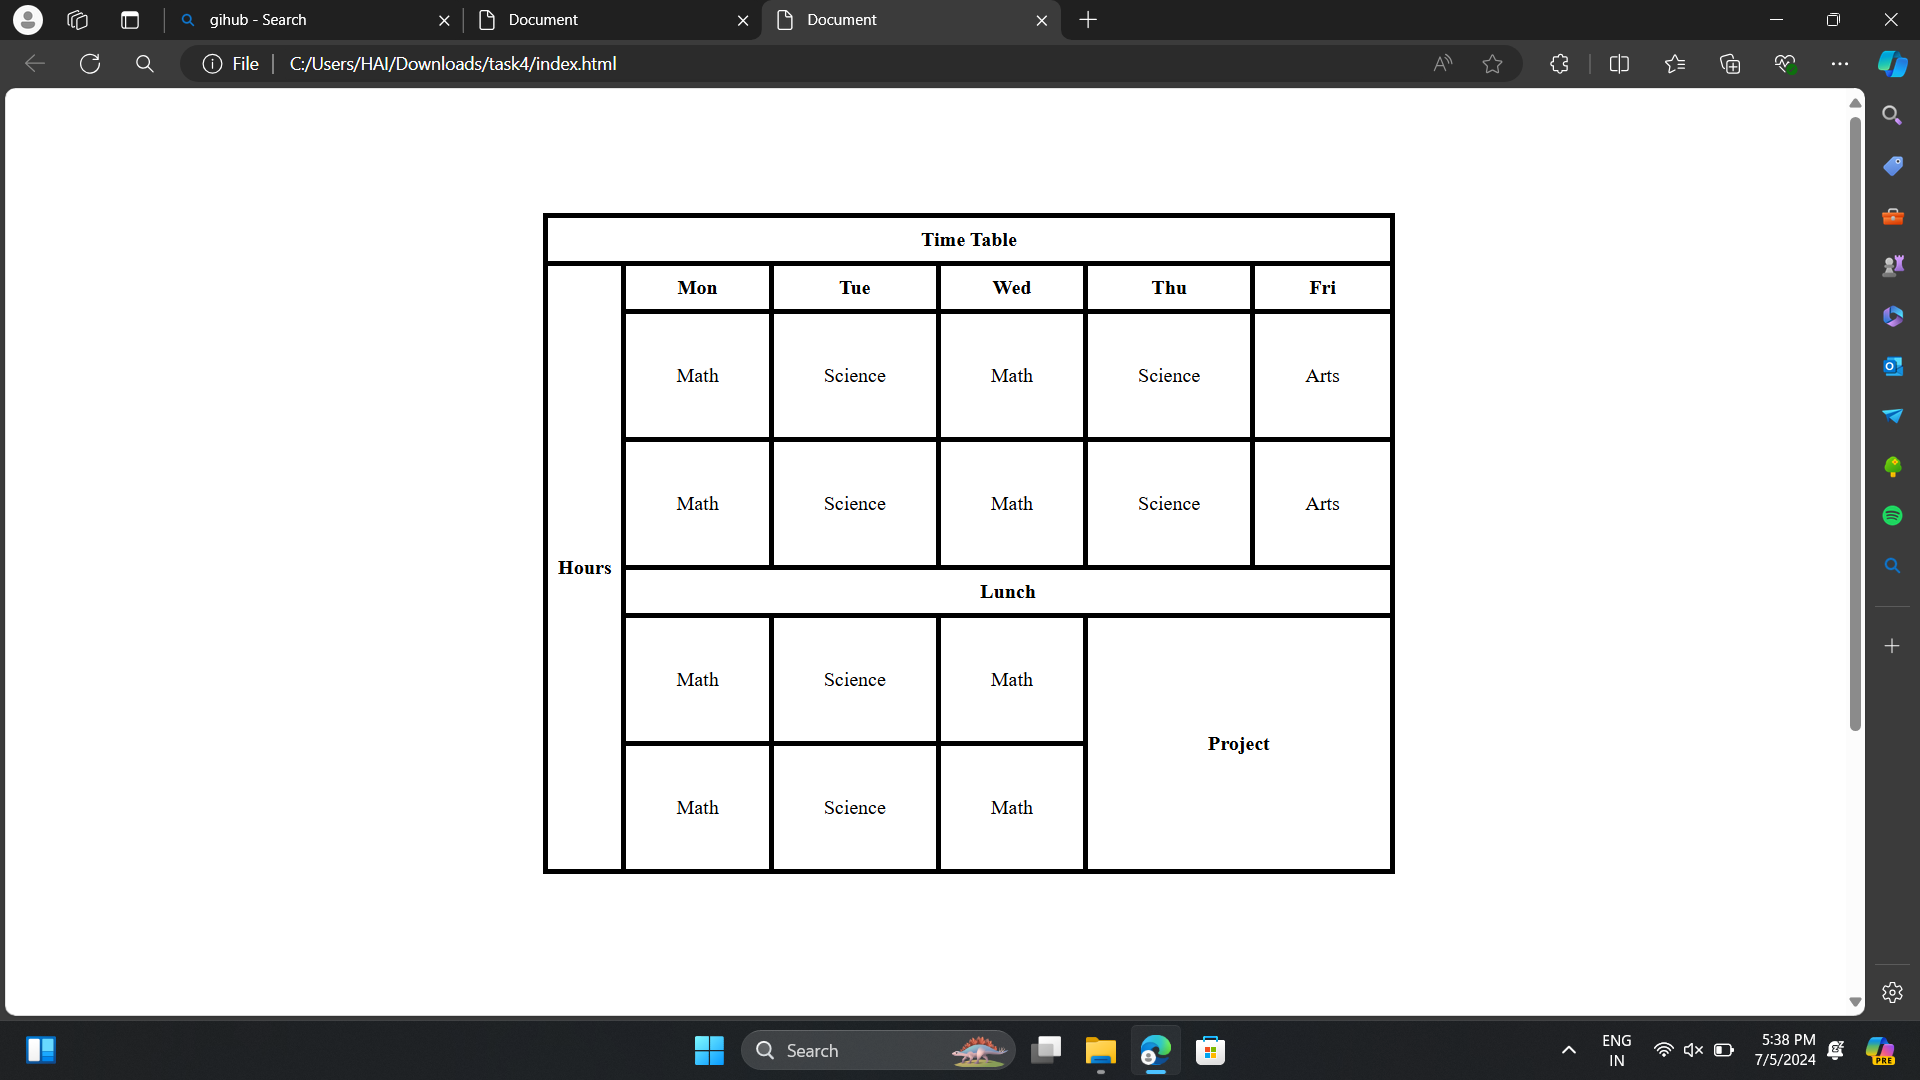 gihub - Search
Document
Document
File
C:/Users/HAI/Downloads/task4/index.html
Time Table
Mon Tue Wed Thu Fri
Math Science Math Science Arts
Math Science Math Science Arts
Hours
Lunch
Math Science Math
Project
Math Science Math
Search
ENG
IN
5:38 PM
7/5/2024
PRE